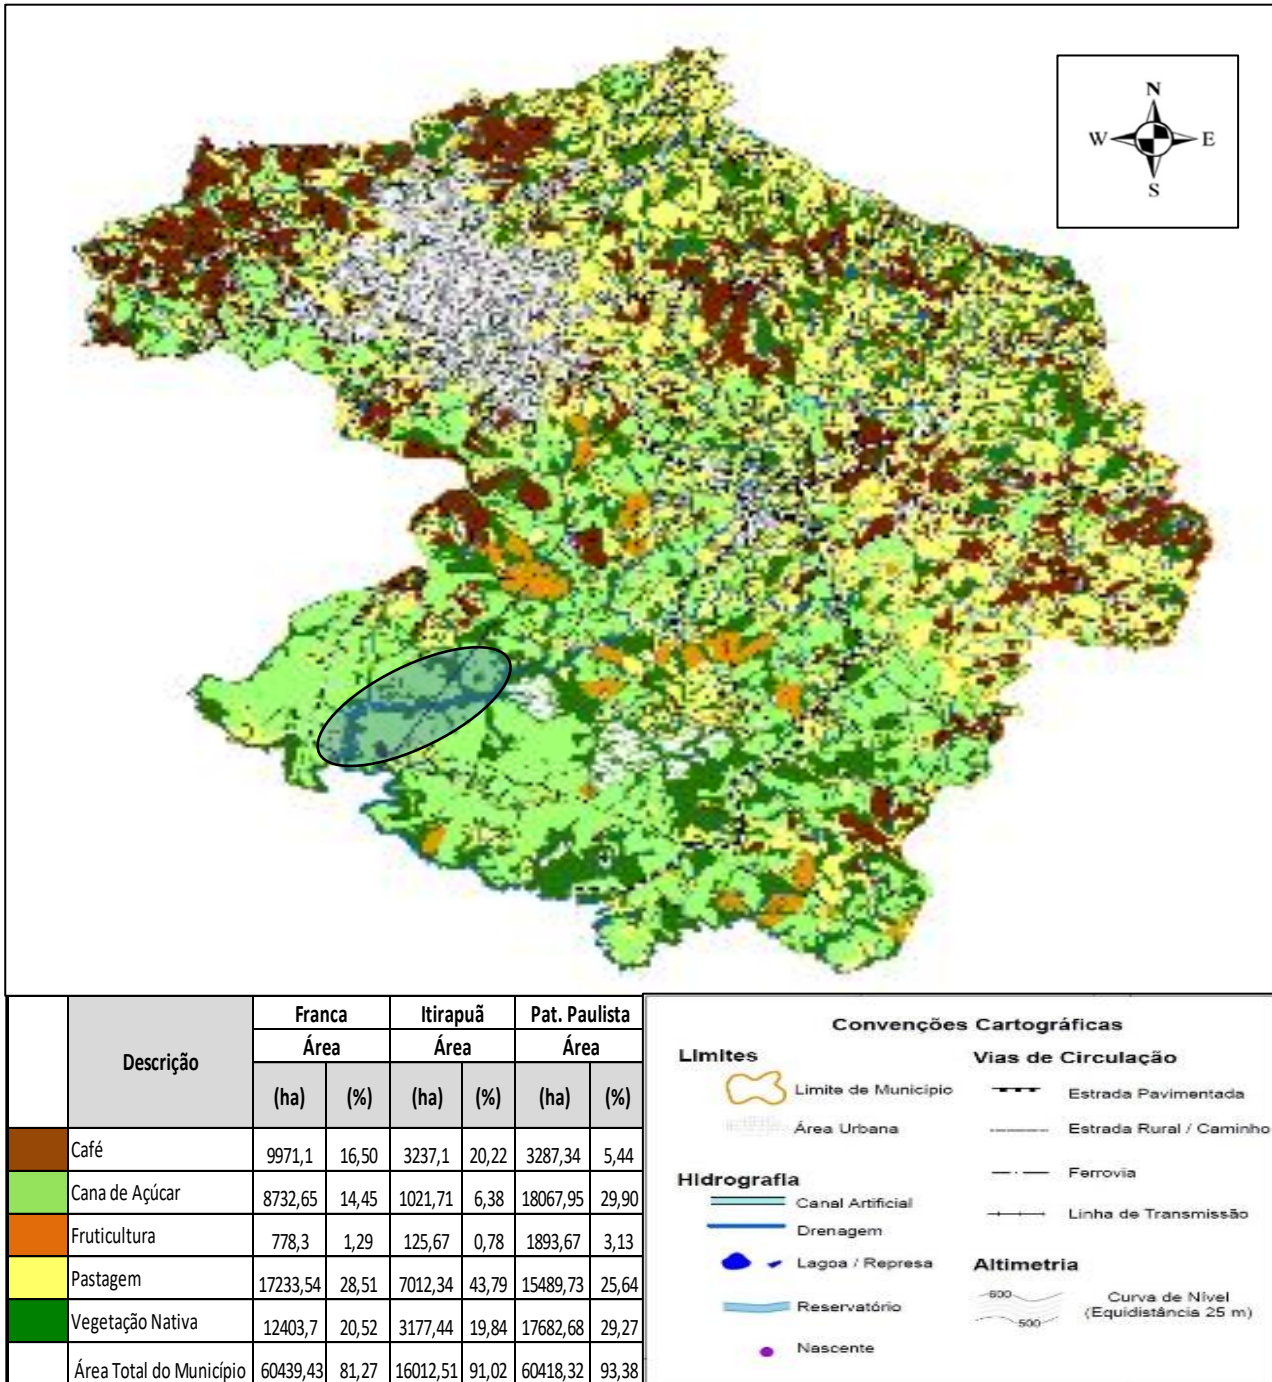 N
W E
S
Descrição Franca Itirapuã Pat. Paulista
Área Área Área
(ha) (%) (ha) (%) (ha) (%)
Café 9971,1 16,50 3237,1 20,22 3287,34 5,44
Cana de Açúcar 8732,65 14,45 1021,71 6,38 18067,95 29,90
Fruticultura 778,3 1,29 125,67 0,78 1893,67 3,13
Pastagem 17233,54 28,51 7012,34 43,79 15489,73 25,64
Vegetação Nativa 12403,7 20,52 3177,44 19,84 17682,68 29,27
Área Total do Município 60439,43 81,27 16012,51 91,02 60418,32 93,38
Convenções Cartográficas
Limites
Limite de Município
Área Urbana
Hidrografia
Canal Artificial
Drenagem
Lagoa / Represa
Reservatório
Nascente
Vias de Circulação
Estrada Pavimentada
Estrada Rural / Caminho
Ferrovia
Linha de Transmissão
Altimetria
600
500
Curva de Nível
(Equidistância 25 m)